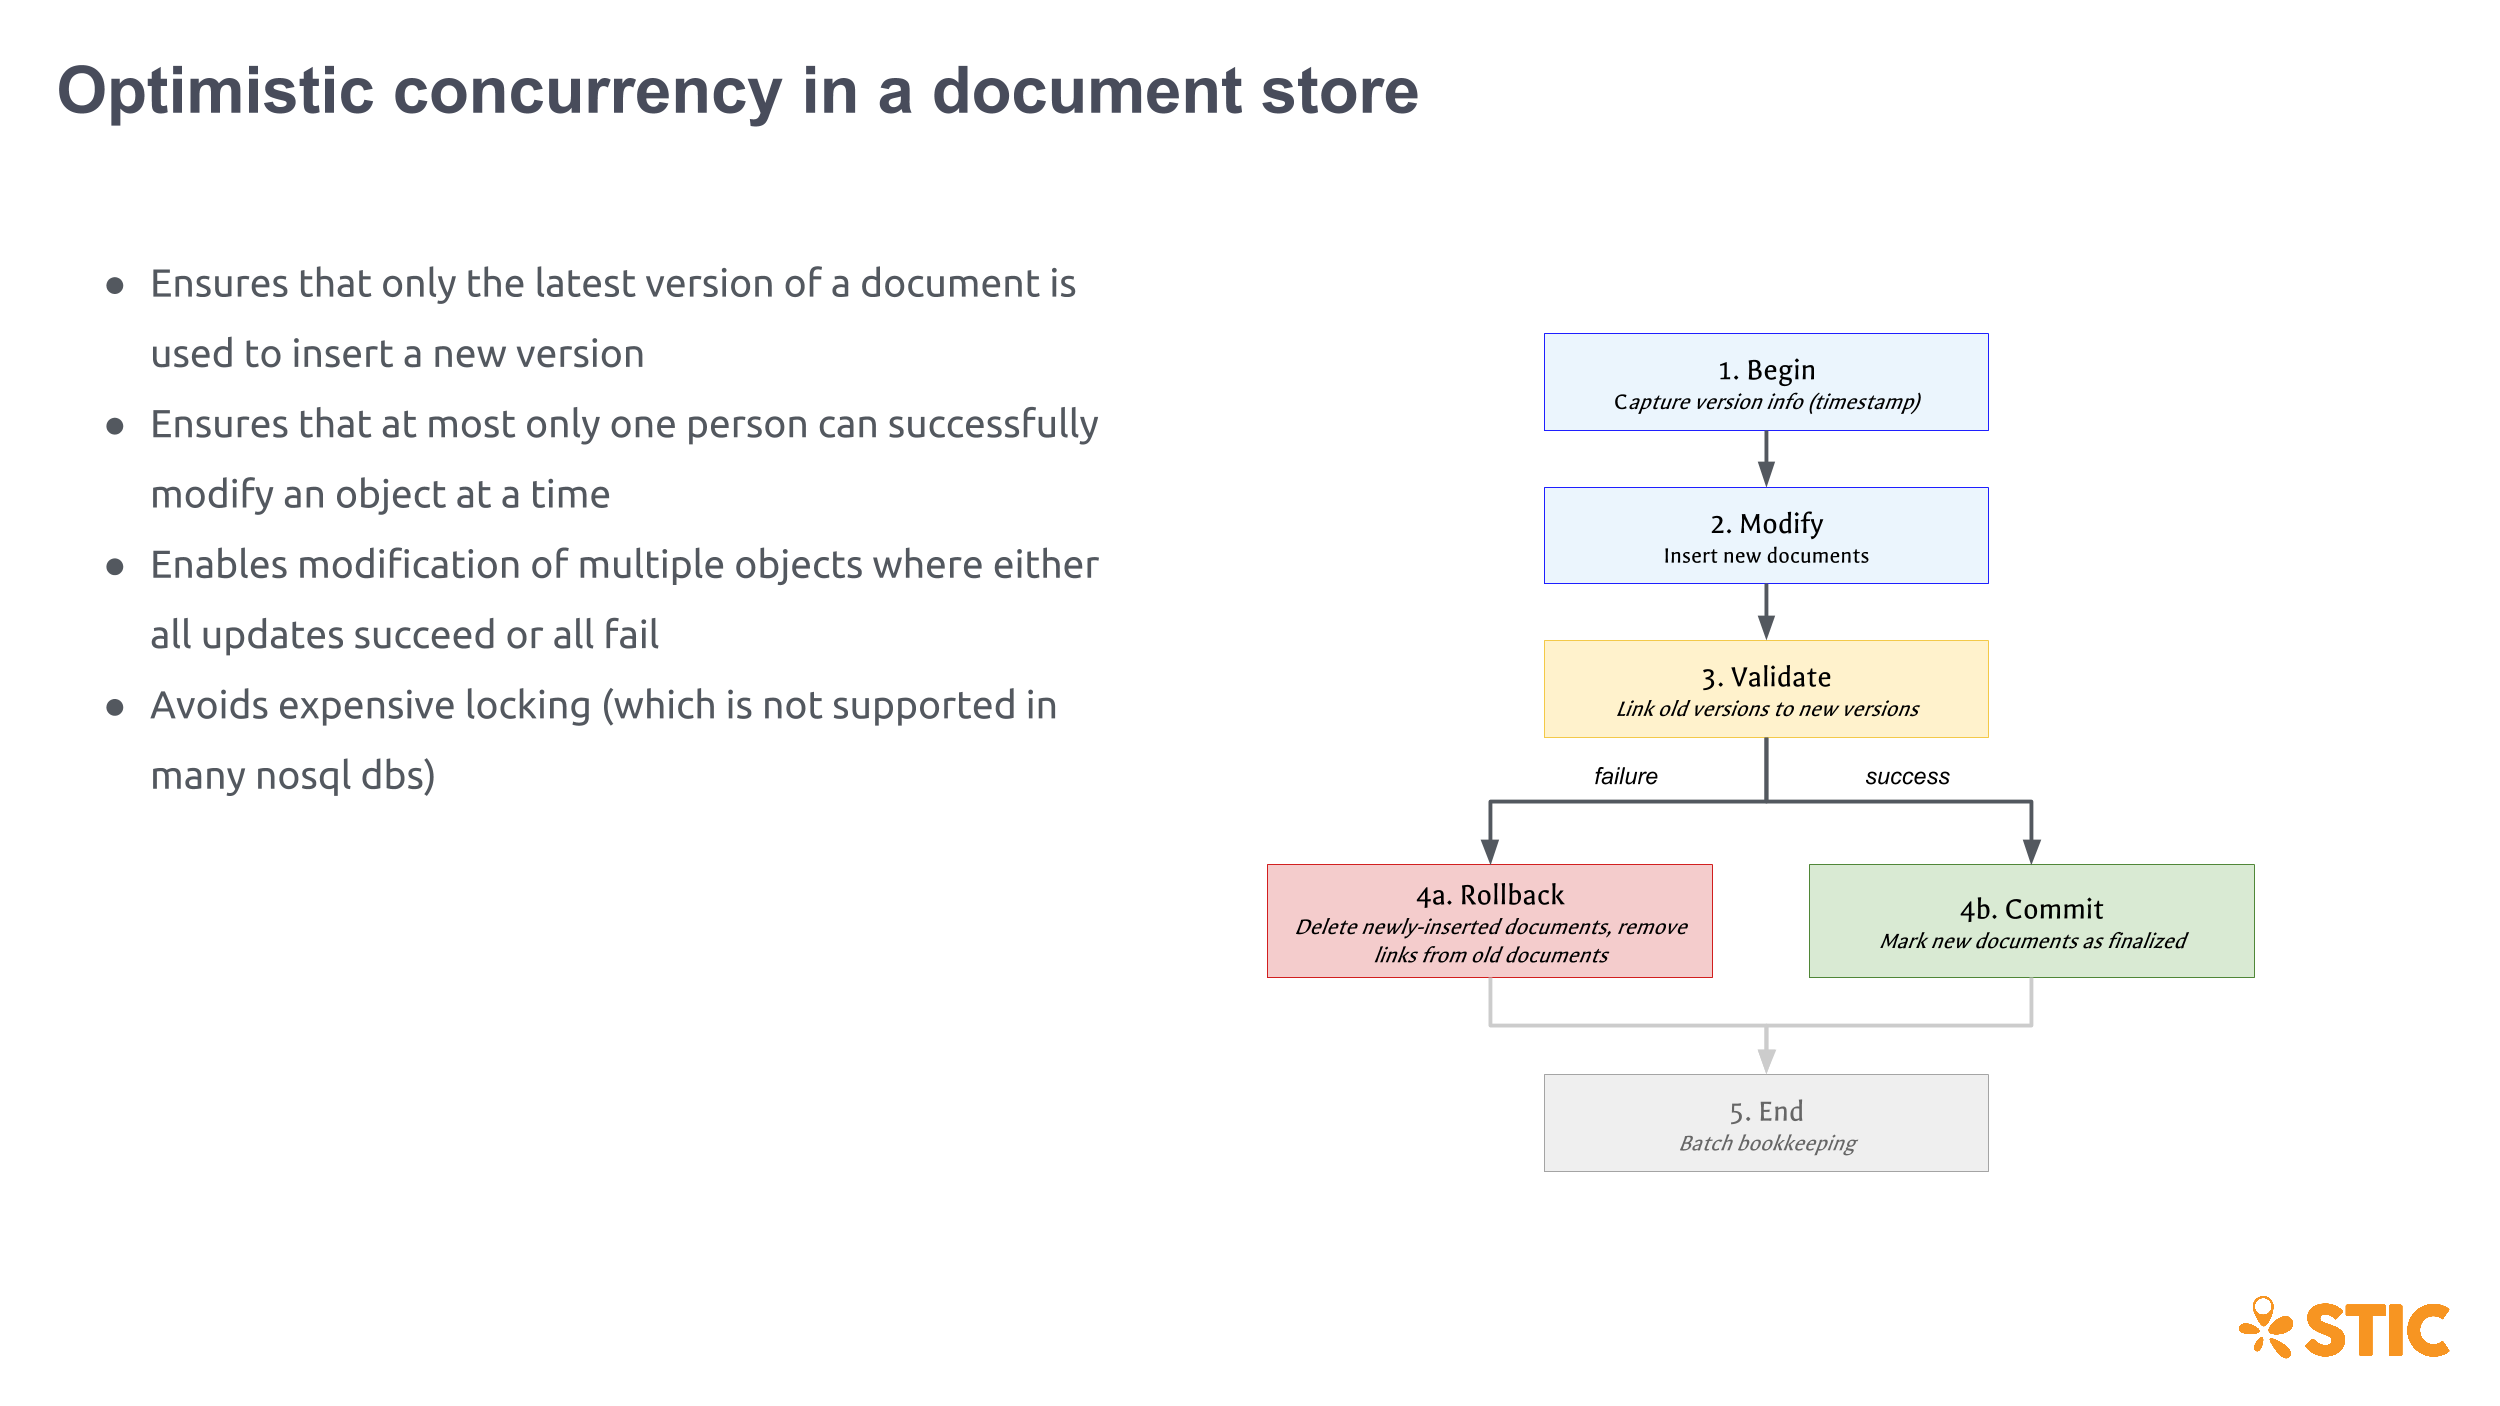 Optimistic concurrency in a document store
● Ensures that only the latest version of a document is
used to insert a new version
● Ensures that at most only one person can successfully
modify an object at a time
● Enables modification of multiple objects where either
all updates succeed or all fail
● Avoids expensive locking (which is not supported in
many nosql dbs)
1. Begin
Capture version info (timestamp)
2. Modify
Insert new documents
3. Validate
Link old versions to new versions
failure
success
4a. Rollback
Delete newly-inserted documents, remove
links from old documents
4b. Commit
Mark new documents as finalized
5. End
Batch bookkeeping
STIC